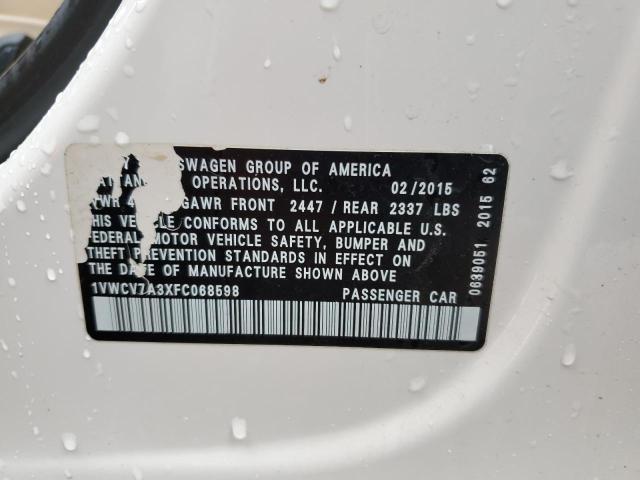 SWAGEN GROUP OF AMERICA
OPERATIONS, LLC. 02/2015
GAWR FRONT 2447 / REAR 2337 LBS
VEHICLE CONFORMS TO ALL APPLICABLE U.S.
FEDERAL MOTOR VEHICLE SAFETY, BUMPER AND
THEFT PREVENTION STANDARDS IN EFFECT ON
THE DATE OF MANUFACTURE SHOWN ABOVE
1VWCV7A3XFC068598 PASSENGER CAR
0639051 2015 62